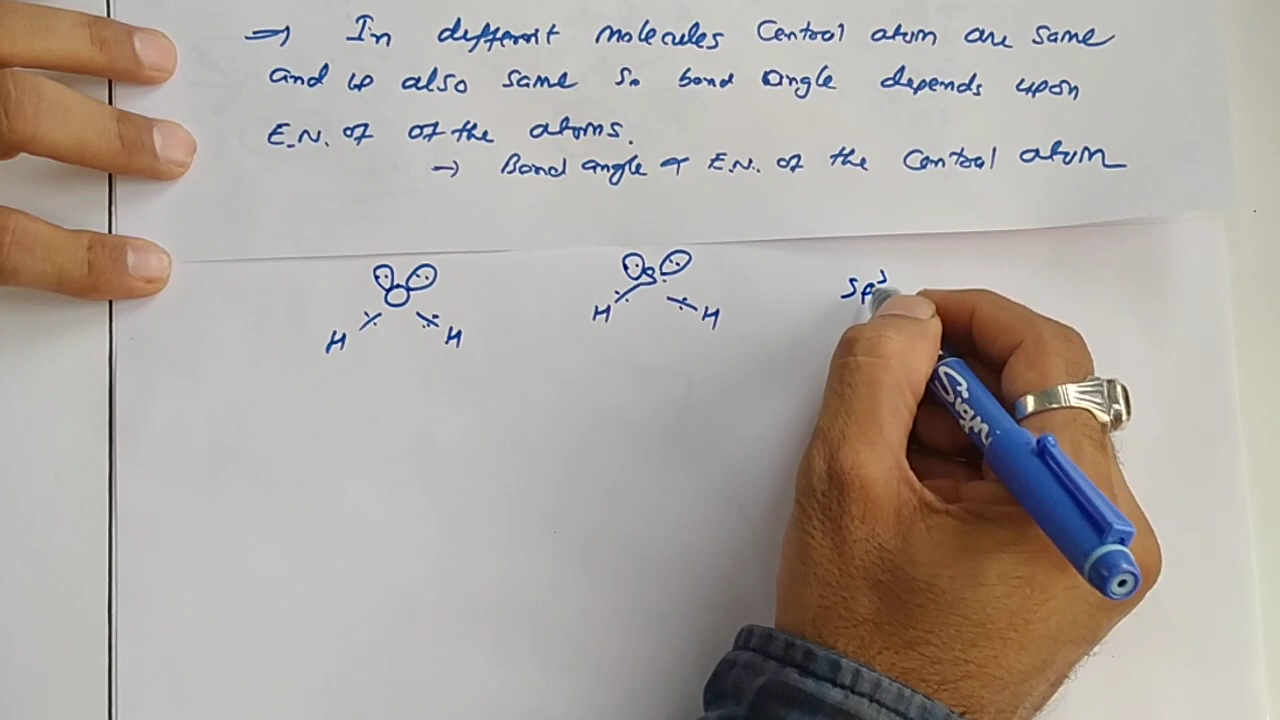 ⇒ In different molecules Central atom are same
and lp also same so bond angle depends upon
E.N. of of the atoms.
→ Bond angle ∝ E.N. of the Central atom
O S sp³
H H H H
Sign